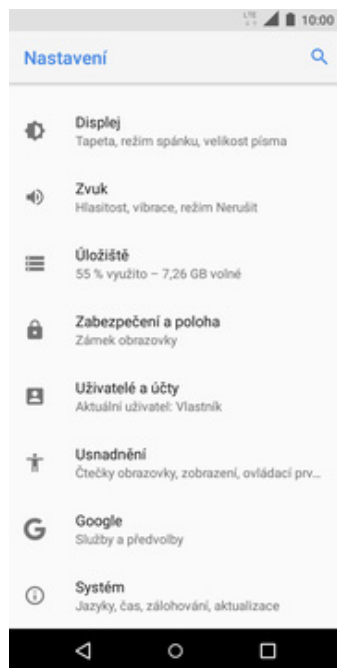 LTE 10:00
Nastavení
Displej
Tapeta, režim spánku, velikost písma
Zvuk
Hlasitost, vibrace, režim Nerušit
Úložiště
55 % využito – 7,26 GB volné
Zabezpečení a poloha
Zámek obrazovky
Uživatelé a účty
Aktuální uživatel: Vlastník
Usnadnění
Čtečky obrazovky, zobrazení, ovládací prv...
Google
Služby a předvolby
Systém
Jazyky, čas, zálohování, aktualizace